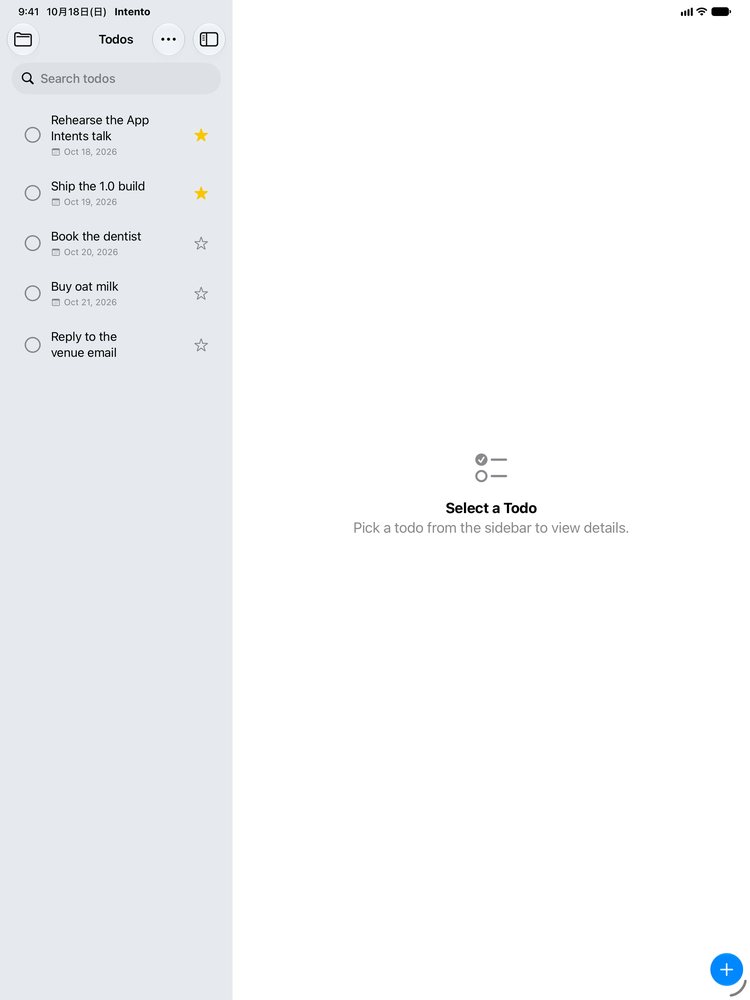 9:41 10月18日(日) Intento
Todos
Search todos
Rehearse the App
Intents talk
Oct 18, 2026
Ship the 1.0 build
Oct 19, 2026
Book the dentist
Oct 20, 2026
Buy oat milk
Oct 21, 2026
Reply to the
venue email
Select a Todo
Pick a todo from the sidebar to view details.